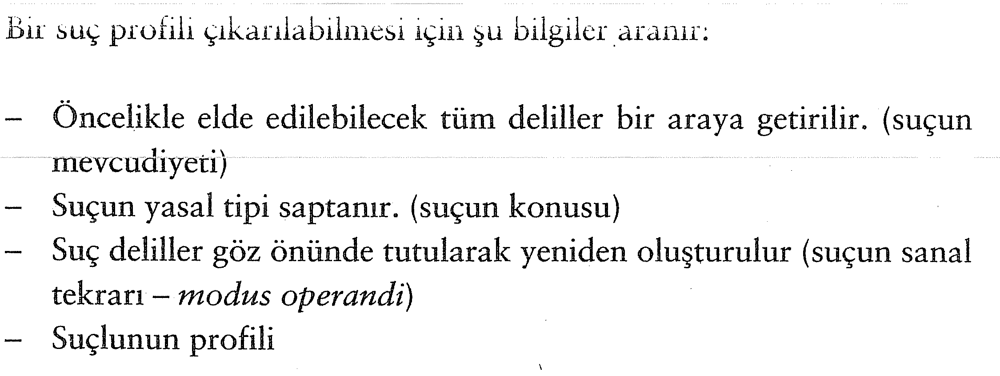 Bir suç profili çıkarılabilmesi için şu bilgiler aranır:
– Öncelikle elde edilebilecek tüm deliller bir araya getirilir. (suçun
mevcudiyeti)
– Suçun yasal tipi saptanır. (suçun konusu)
– Suç deliller göz önünde tutularak yeniden oluşturulur (suçun sanal
tekrarı – modus operandi)
– Suçlunun profili